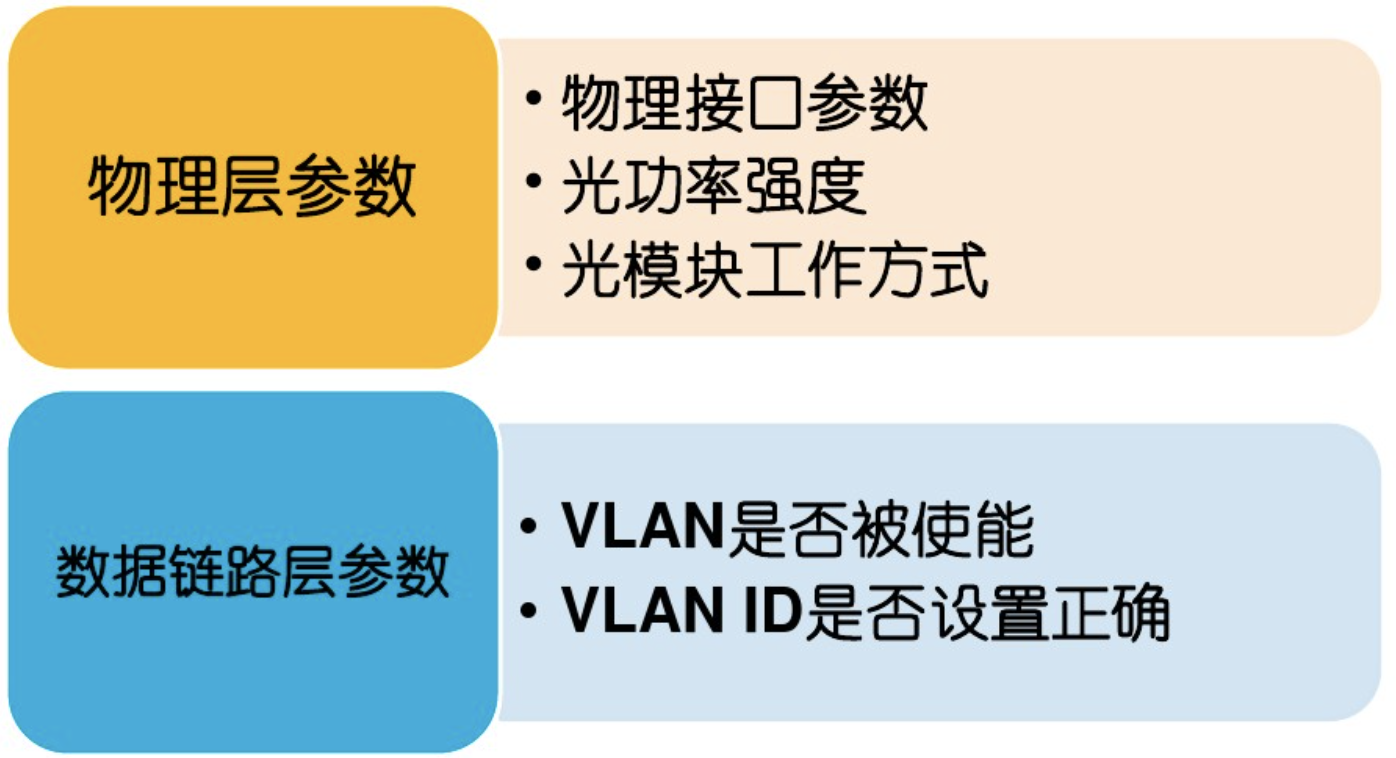 物理层参数
• 物理接口参数
• 光功率强度
• 光模块工作方式
数据链路层参数
• VLAN是否被使能
• VLAN ID是否设置正确